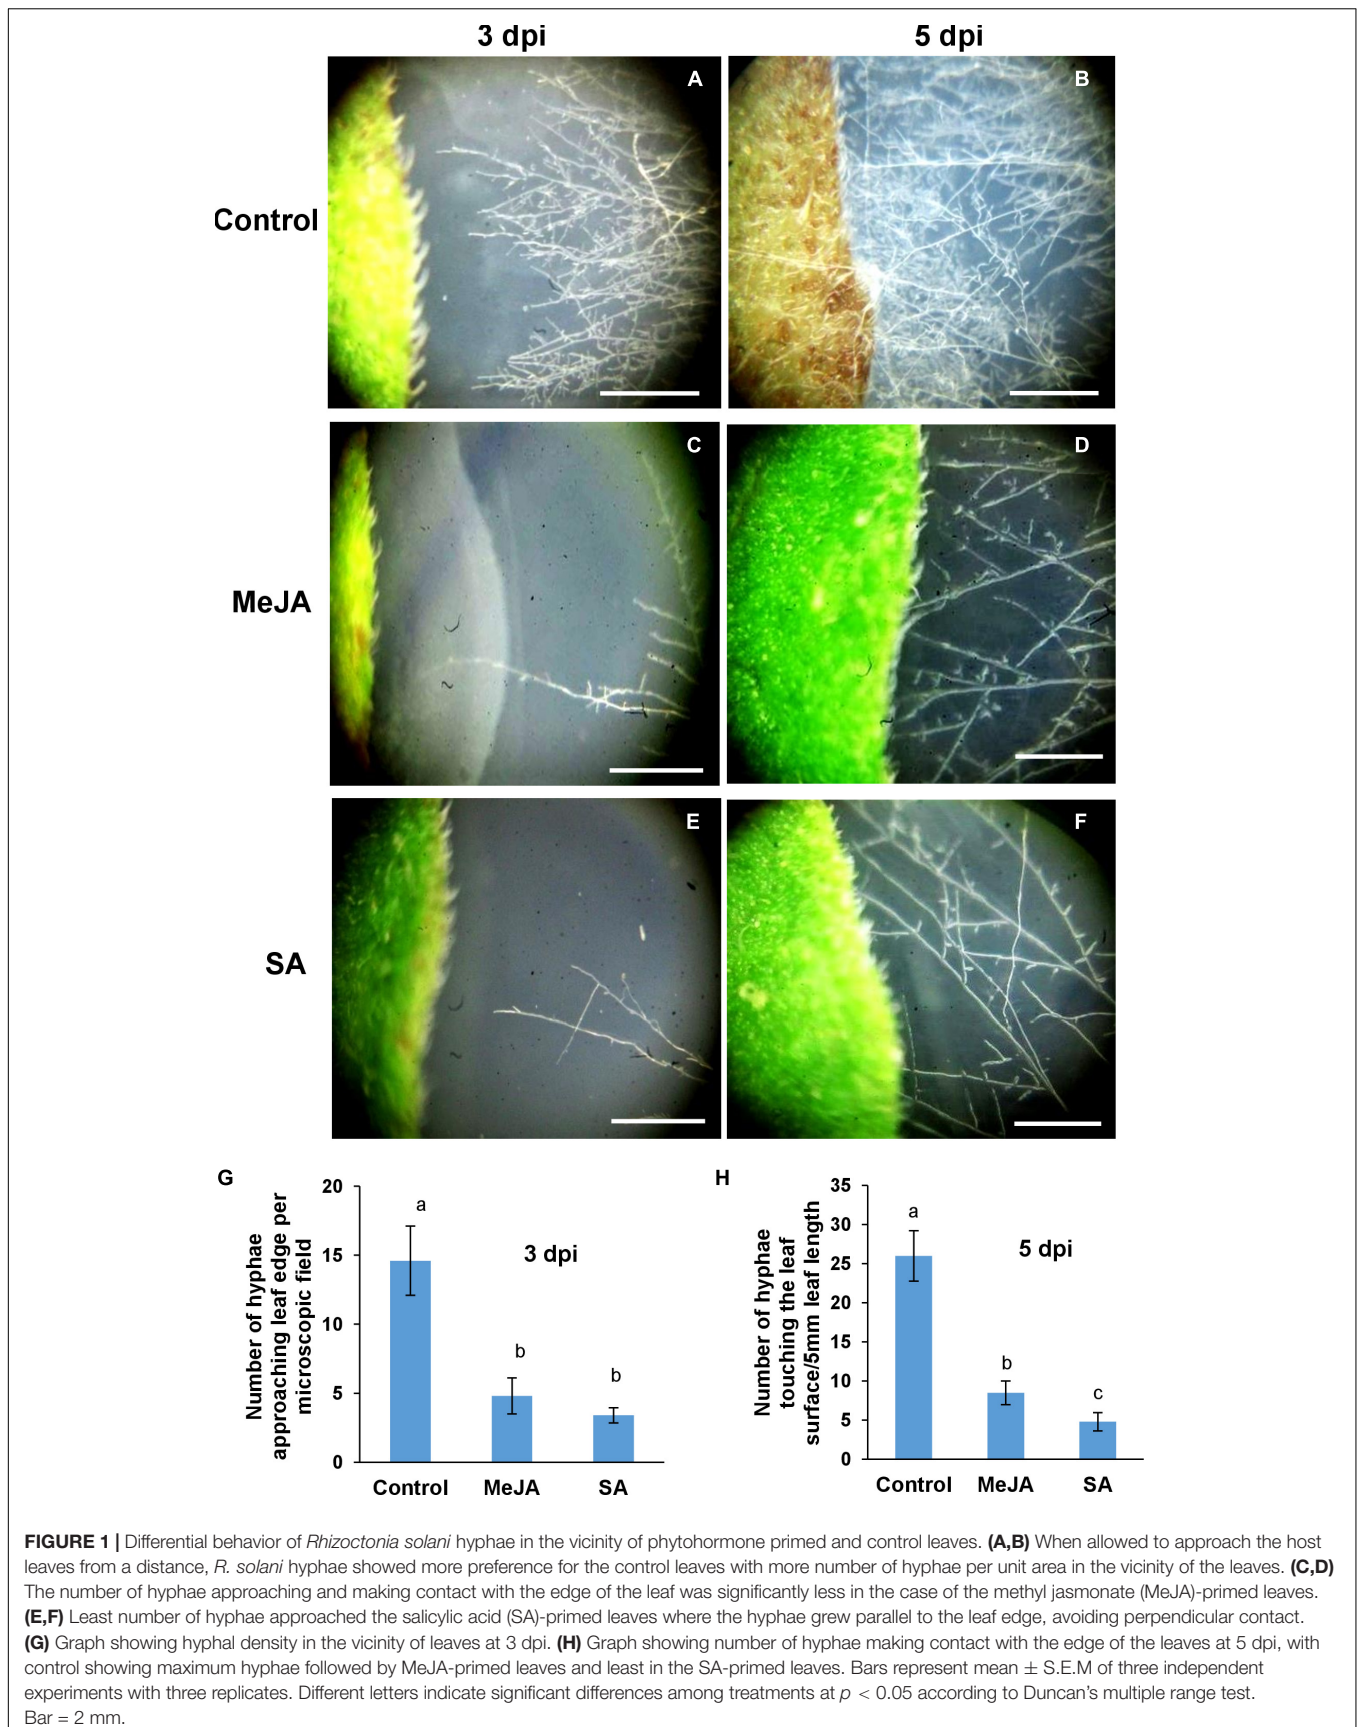 3 dpi
5 dpi
A
B
Control
C
D
MeJA
E
F
SA
G
Number of hyphae
approaching leaf edge per
microscopic field
20
15
10
5
0
a
b
b
3 dpi
Control
MeJA
SA
H
Number of hyphae
touching the leaf
surface/5mm leaf length
35
30
25
20
15
10
5
0
a
b
c
5 dpi
Control
MeJA
SA
FIGURE 1 | Differential behavior of Rhizoctonia solani hyphae in the vicinity of phytohormone primed and control leaves. (A,B) When allowed to approach the host
leaves from a distance, R. solani hyphae showed more preference for the control leaves with more number of hyphae per unit area in the vicinity of the leaves. (C,D)
The number of hyphae approaching and making contact with the edge of the leaf was significantly less in the case of the methyl jasmonate (MeJA)-primed leaves.
(E,F) Least number of hyphae approached the salicylic acid (SA)-primed leaves where the hyphae grew parallel to the leaf edge, avoiding perpendicular contact.
(G) Graph showing hyphal density in the vicinity of leaves at 3 dpi. (H) Graph showing number of hyphae making contact with the edge of the leaves at 5 dpi, with
control showing maximum hyphae followed by MeJA-primed leaves and least in the SA-primed leaves. Bars represent mean ± S.E.M of three independent
experiments with three replicates. Different letters indicate significant differences among treatments at p < 0.05 according to Duncan's multiple range test.
Bar = 2 mm.